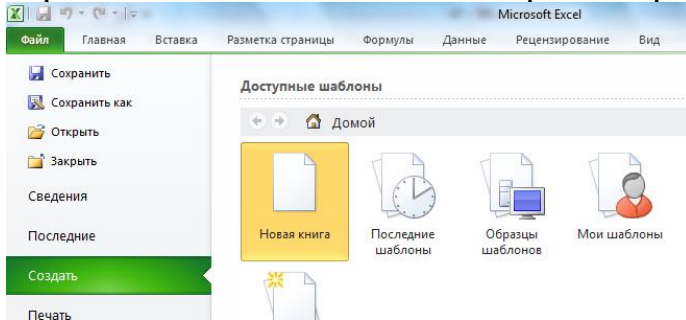 Microsoft Excel
Файл Главная Вставка Разметка страницы Формулы Данные Рецензирование Вид
Сохранить
Сохранить как
Открыть
Закрыть
Сведения
Последние
Создать
Печать
Доступные шаблоны
Домой
Новая книга
Последние
шаблоны
Образцы
шаблонов
Мои шаблоны